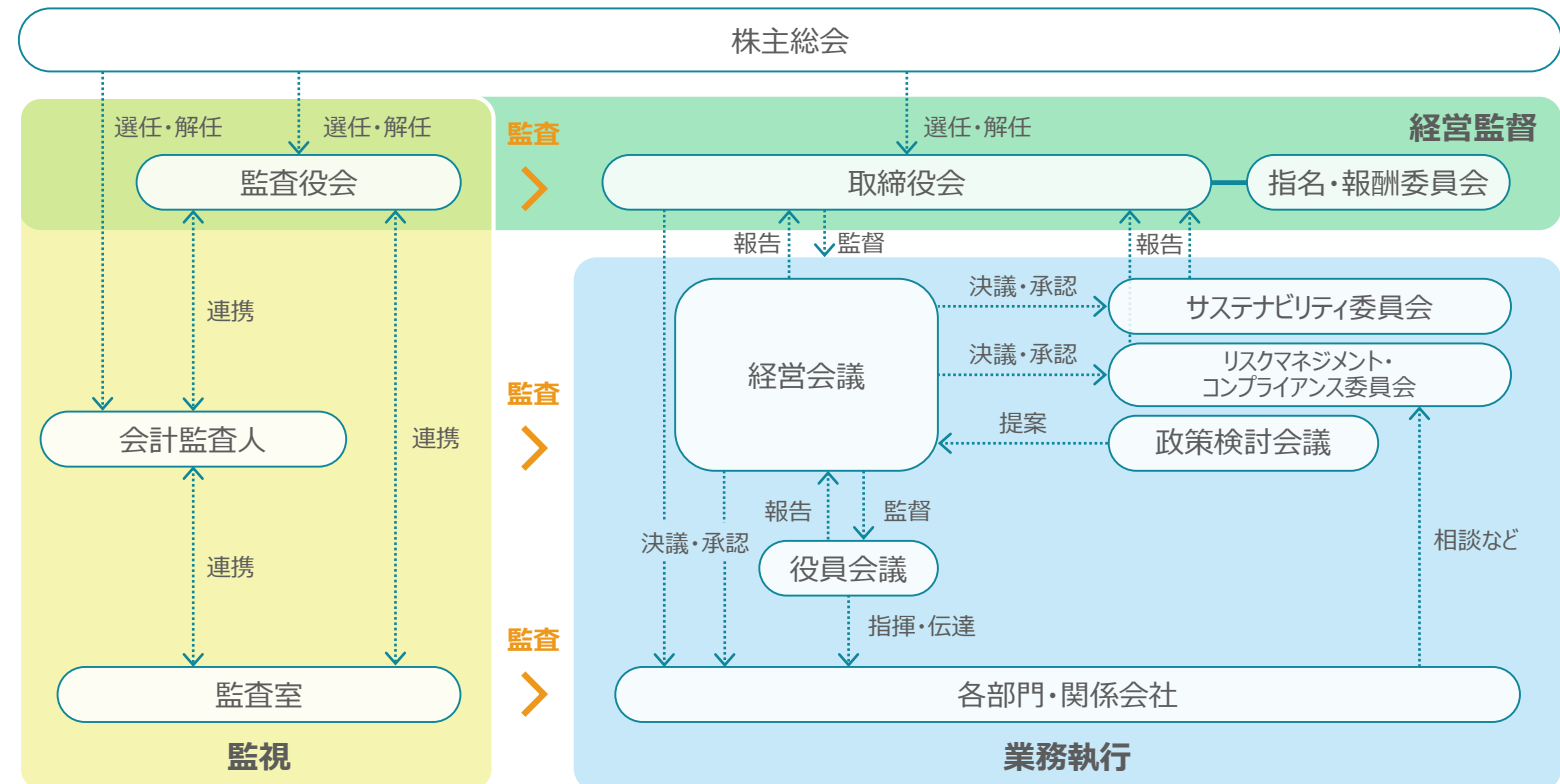 株主総会
選任・解任
選任・解任
選任・解任
監査
経営監督
監査役会
取締役会
指名・報酬委員会
報告
監督
報告
連携
決議・承認
サステナビリティ委員会
経営会議
決議・承認
リスクマネジメント・
コンプライアンス委員会
監査
会計監査人
連携
提案
政策検討会議
報告
監督
決議・承認
相談など
連携
役員会議
指揮・伝達
監査
監査室
各部門・関係会社
監視
業務執行